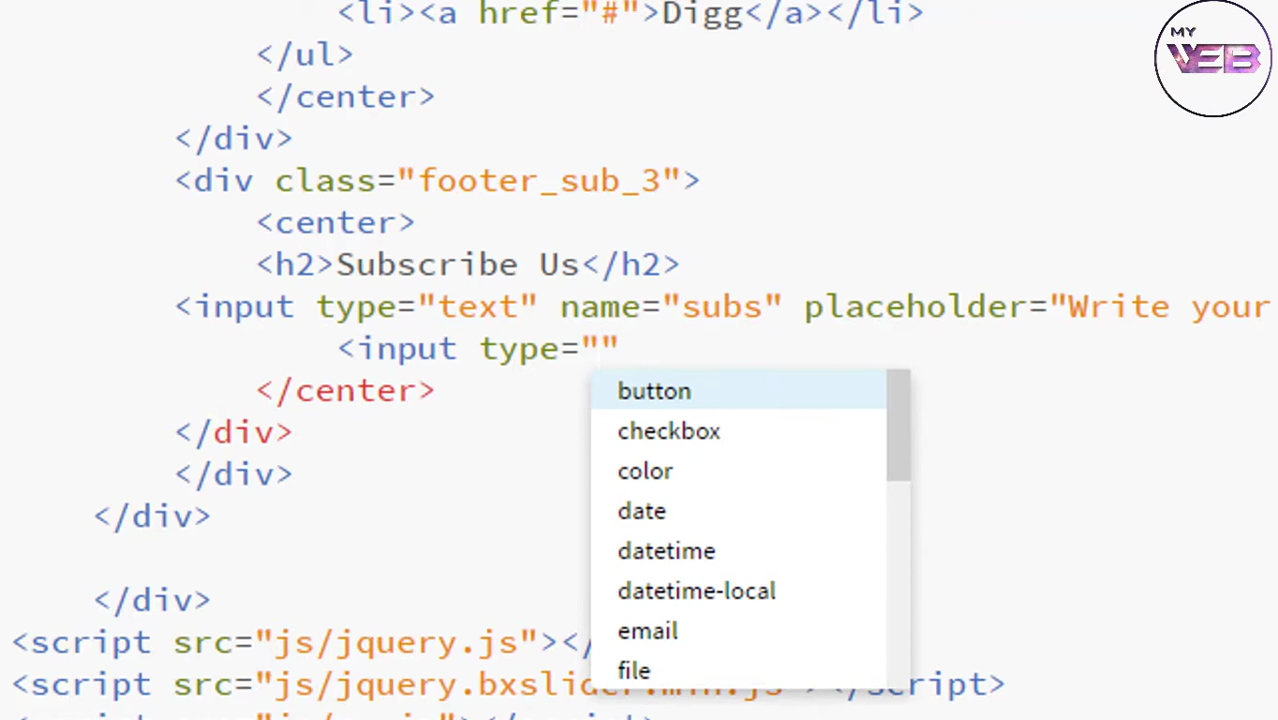 <li><a href="#">Digg</a></li>
MY
WEB
</ul>
</center>
</div>
<div class="footer_sub_3">
<center>
<h2>Subscribe Us</h2>
<input type="text" name="subs" placeholder="Write your
<input type=""
button
</center>
checkbox
</div>
color
</div>
date
</div>
datetime
datetime-local
</div>
email
<script src="js/jquery.js"></
file
<script src="js/jquery.bxslider.min.js"></script>